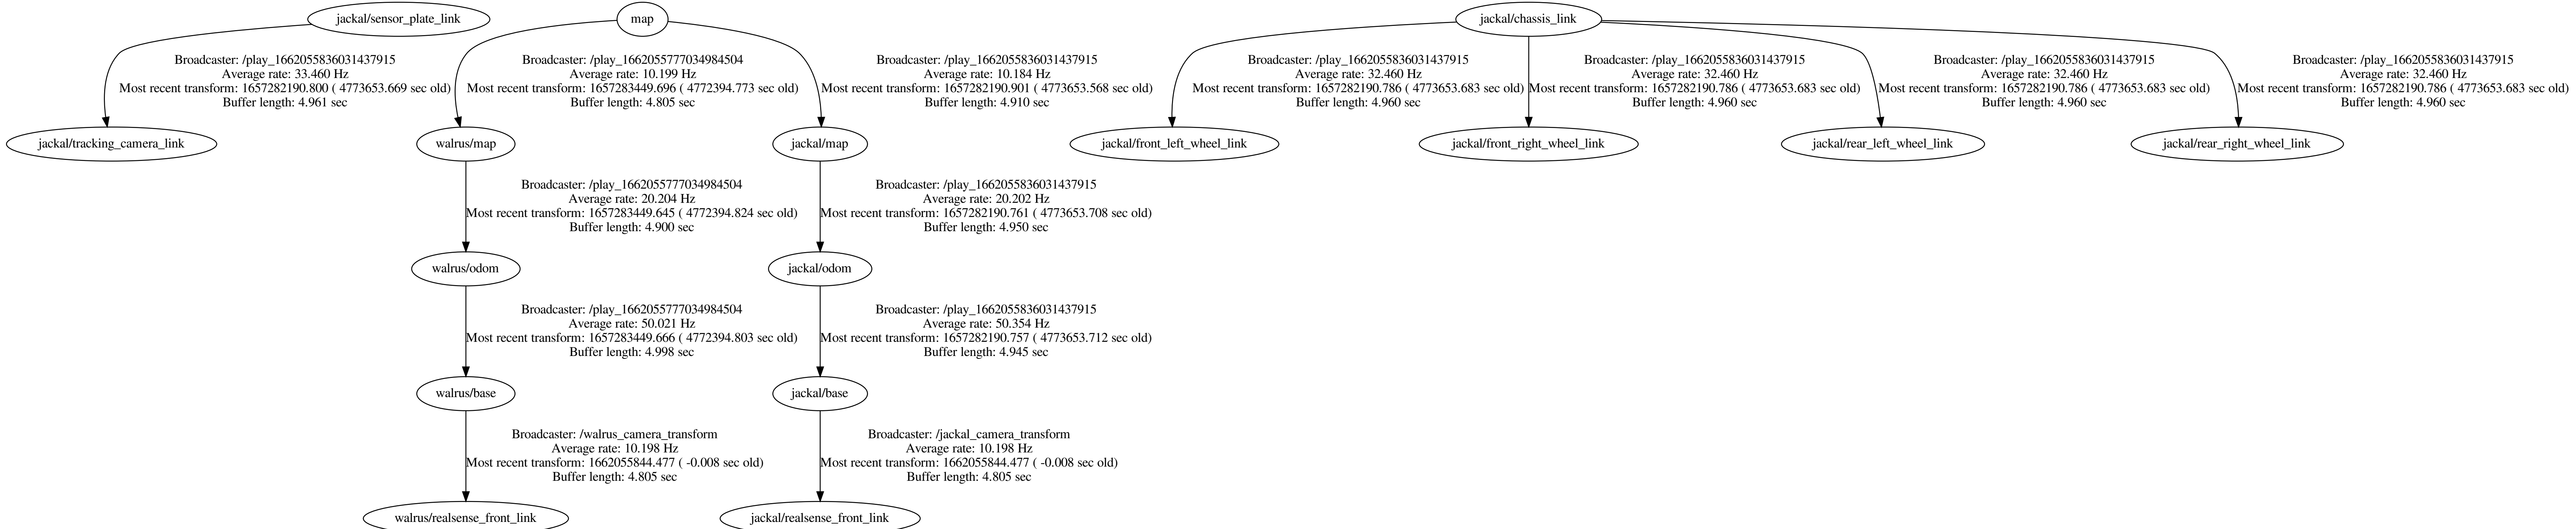 jackal/sensor_plate_link
map
jackal/chassis_link
Broadcaster: /play_1662055836031437915
Average rate: 33.460 Hz
Most recent transform: 1657282190.800 ( 4773653.669 sec old)
Buffer length: 4.961 sec
Broadcaster: /play_1662055777034984504
Average rate: 10.199 Hz
Most recent transform: 1657283449.696 ( 4772394.773 sec old)
Buffer length: 4.805 sec
Broadcaster: /play_1662055836031437915
Average rate: 10.184 Hz
Most recent transform: 1657282190.901 ( 4773653.568 sec old)
Buffer length: 4.910 sec
Broadcaster: /play_1662055836031437915
Average rate: 32.460 Hz
Most recent transform: 1657282190.786 ( 4773653.683 sec old)
Buffer length: 4.960 sec
Broadcaster: /play_1662055836031437915
Average rate: 32.460 Hz
Most recent transform: 1657282190.786 ( 4773653.683 sec old)
Buffer length: 4.960 sec
Broadcaster: /play_1662055836031437915
Average rate: 32.460 Hz
Most recent transform: 1657282190.786 ( 4773653.683 sec old)
Buffer length: 4.960 sec
Broadcaster: /play_1662055836031437915
Average rate: 32.460 Hz
Most recent transform: 1657282190.786 ( 4773653.683 sec old)
Buffer length: 4.960 sec
jackal/tracking_camera_link
walrus/map
jackal/map
jackal/front_left_wheel_link
jackal/front_right_wheel_link
jackal/rear_left_wheel_link
jackal/rear_right_wheel_link
Broadcaster: /play_1662055777034984504
Average rate: 20.204 Hz
Most recent transform: 1657283449.645 ( 4772394.824 sec old)
Buffer length: 4.900 sec
Broadcaster: /play_1662055836031437915
Average rate: 20.202 Hz
Most recent transform: 1657282190.761 ( 4773653.708 sec old)
Buffer length: 4.950 sec
walrus/odom
jackal/odom
Broadcaster: /play_1662055777034984504
Average rate: 50.021 Hz
Most recent transform: 1657283449.666 ( 4772394.803 sec old)
Buffer length: 4.998 sec
Broadcaster: /play_1662055836031437915
Average rate: 50.354 Hz
Most recent transform: 1657282190.757 ( 4773653.712 sec old)
Buffer length: 4.945 sec
walrus/base
jackal/base
Broadcaster: /walrus_camera_transform
Average rate: 10.198 Hz
Most recent transform: 1662055844.477 ( -0.008 sec old)
Buffer length: 4.805 sec
Broadcaster: /jackal_camera_transform
Average rate: 10.198 Hz
Most recent transform: 1662055844.477 ( -0.008 sec old)
Buffer length: 4.805 sec
walrus/realsense_front_link
jackal/realsense_front_link